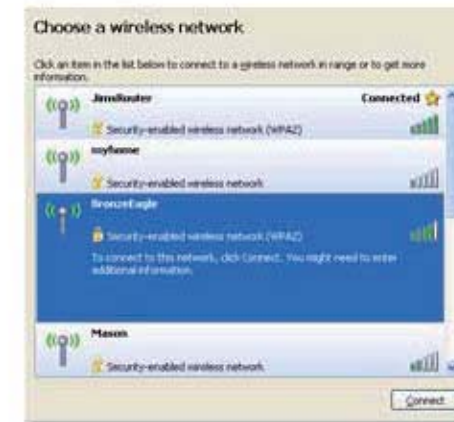 Choose a wireless network
Click an item in the list below to connect to a wireless network in range or to get more
information.
JimsRouter Connected
Security-enabled wireless network (WPA2)
myhome
Security-enabled wireless network
BronzeEagle
Security-enabled wireless network (WPA2)
To connect to this network, click Connect. You might need to enter
additional information.
Mason
Security-enabled wireless network
Connect